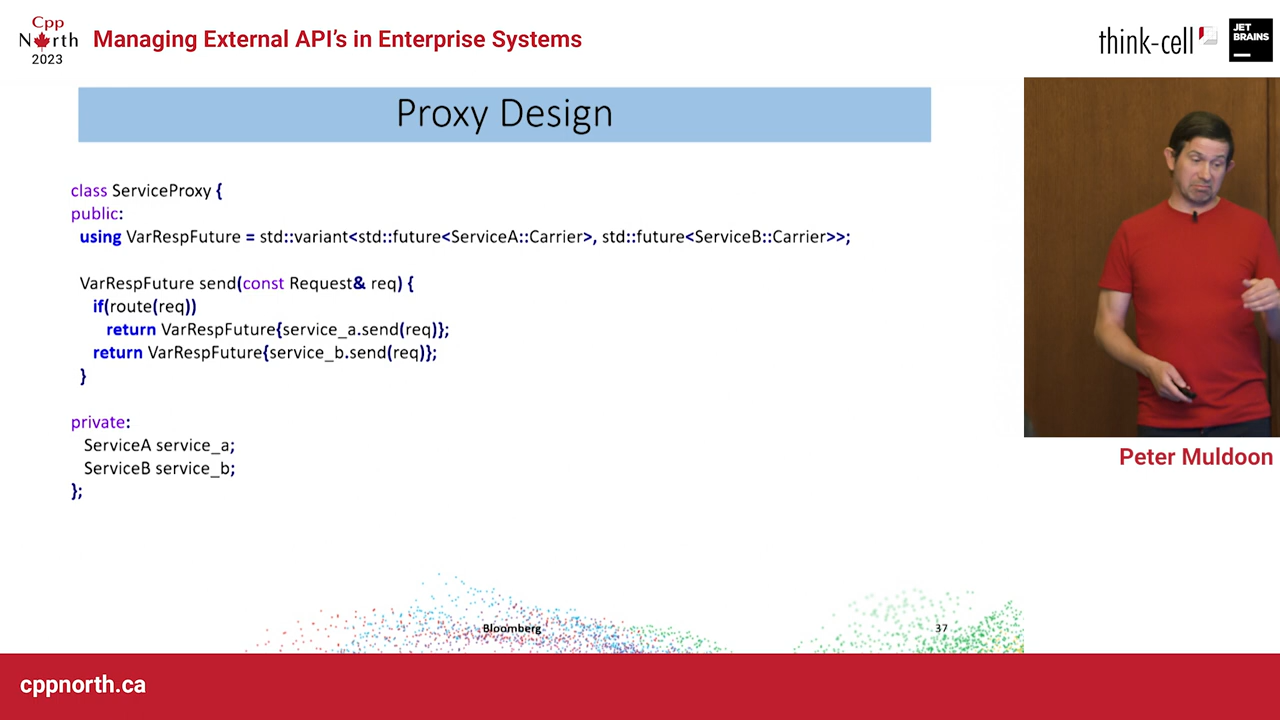 Cpp
North
2023
Managing External API's in Enterprise Systems
think-cell
JET
BRAINS
Proxy Design
class ServiceProxy {
public:
using VarRespFuture = std::variant<std::future<ServiceA::Carrier>, std::future<ServiceB::Carrier>>;
VarRespFuture send(const Request& req) {
if(route(req))
return VarRespFuture{service_a.send(req)};
return VarRespFuture{service_b.send(req)};
}
private:
ServiceA service_a;
ServiceB service_b;
};
Bloomberg
37
Peter Muldoon
cppnorth.ca